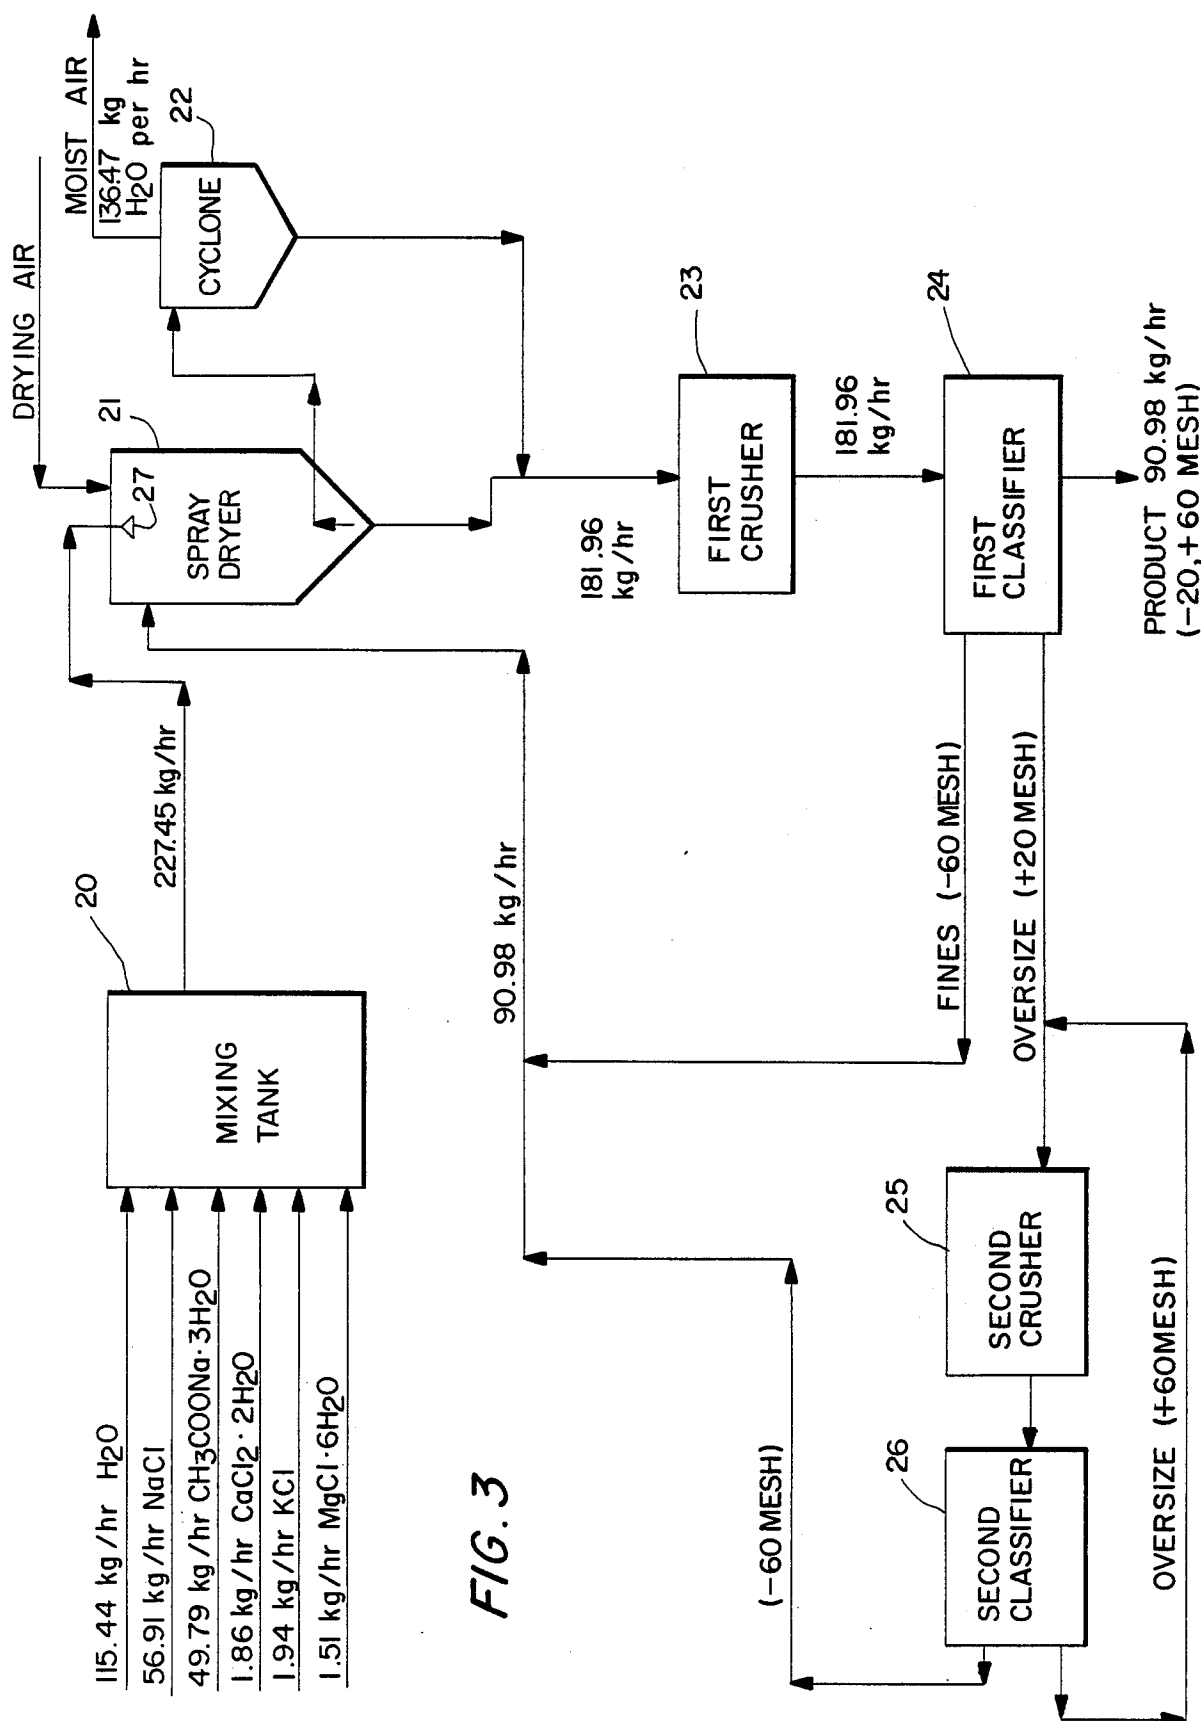 115.44 kg/hr H2O
56.91 kg/hr NaCl
49.79 kg/hr CH3COONa·3H2O
1.86 kg/hr CaCl2·2H2O
1.94 kg/hr KCl
1.51 kg/hr MgCl·6H2O
MIXING
TANK
20
227.45 kg/hr
DRYING AIR
21
27
SPRAY
DRYER
MOIST AIR
136.47 kg
H2O per hr
22
CYCLONE
90.98 kg/hr
181.96
kg/hr
23
FIRST
CRUSHER
181.96
kg/hr
24
FIRST
CLASSIFIER
PRODUCT 90.98 kg/hr
(-20,+60 MESH)
FINES (-60 MESH)
OVERSIZE (+20 MESH)
25
SECOND
CRUSHER
26
SECOND
CLASSIFIER
(-60 MESH)
OVERSIZE (+60MESH)
FIG. 3